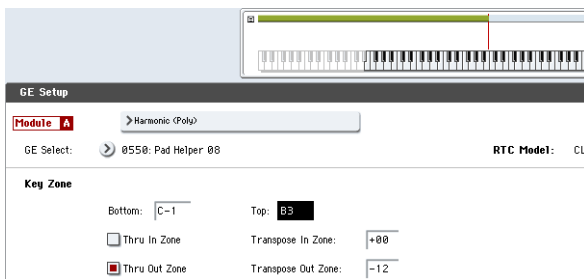 GE Setup
Module A
Harmonic (Poly)
GE Select: 0550: Pad Helper 08 RTC Model: CL
Key Zone
Bottom: C-1 Top: B3
Thru In Zone Transpose In Zone: +00
Thru Out Zone Transpose Out Zone: -12